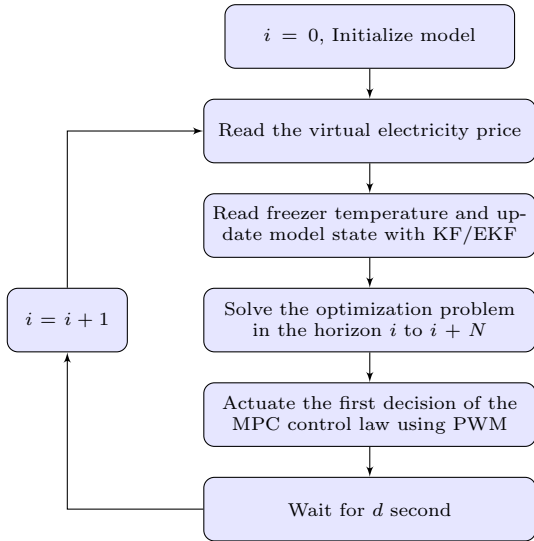 i = 0, Initialize model
Read the virtual electricity price
Read freezer temperature and up-
date model state with KF/EKF
Solve the optimization problem
in the horizon i to i + N
i = i + 1
Actuate the first decision of the
MPC control law using PWM
Wait for d second